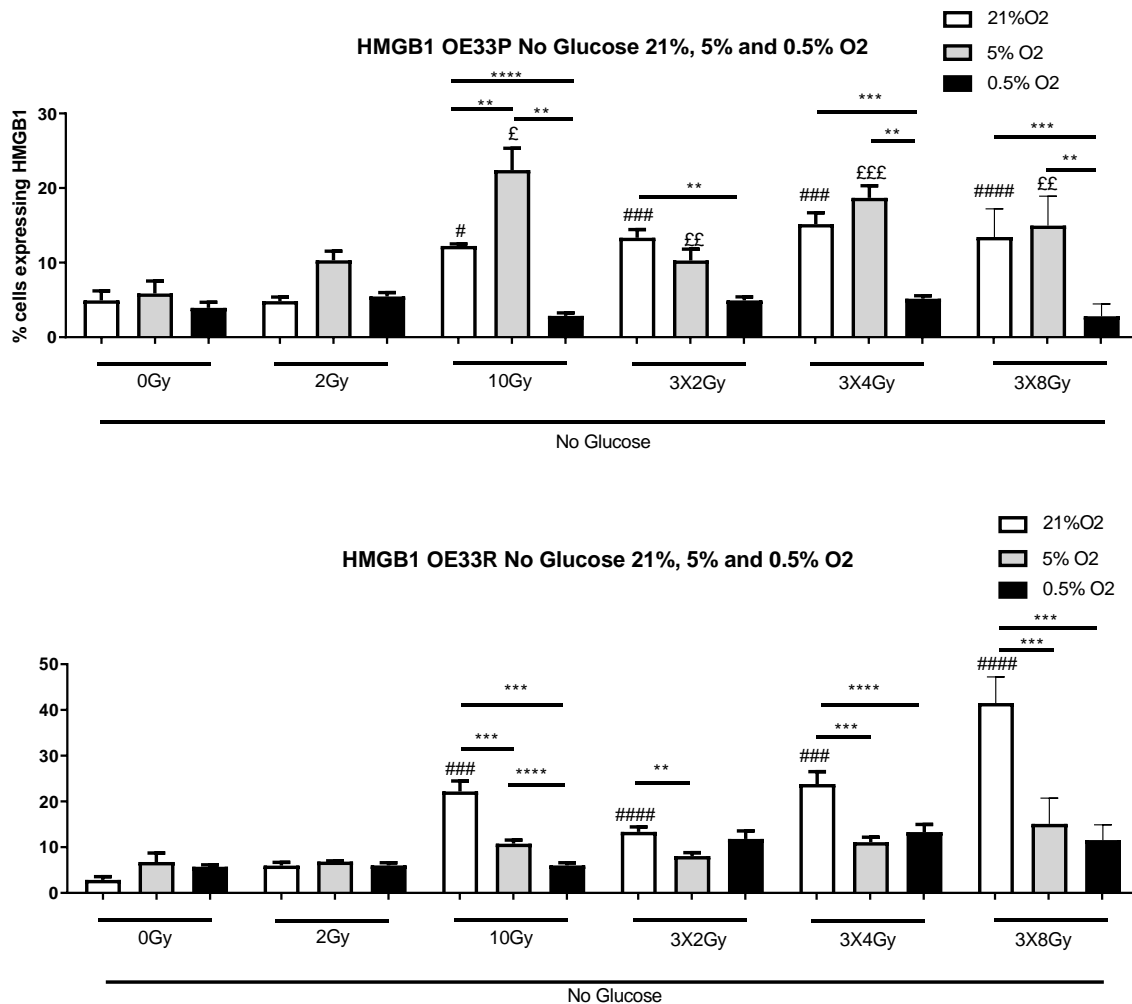 21%O2
HMGB1 OE33P No Glucose 21%, 5% and 0.5% O2
5% O2
0.5% O2
% cells expressing HMGB1
30
20
10
0
****
** **
£
#
###
**
££
***
**
###
£££
***
**
####
££
0Gy 2Gy 10Gy 3X2Gy 3X4Gy 3X8Gy
No Glucose
21%O2
HMGB1 OE33R No Glucose 21%, 5% and 0.5% O2
5% O2
0.5% O2
50
40
30
20
10
0
***
***
****
###
**
####
****
***
###
***
***
####
0Gy 2Gy 10Gy 3X2Gy 3X4Gy 3X8Gy
No Glucose